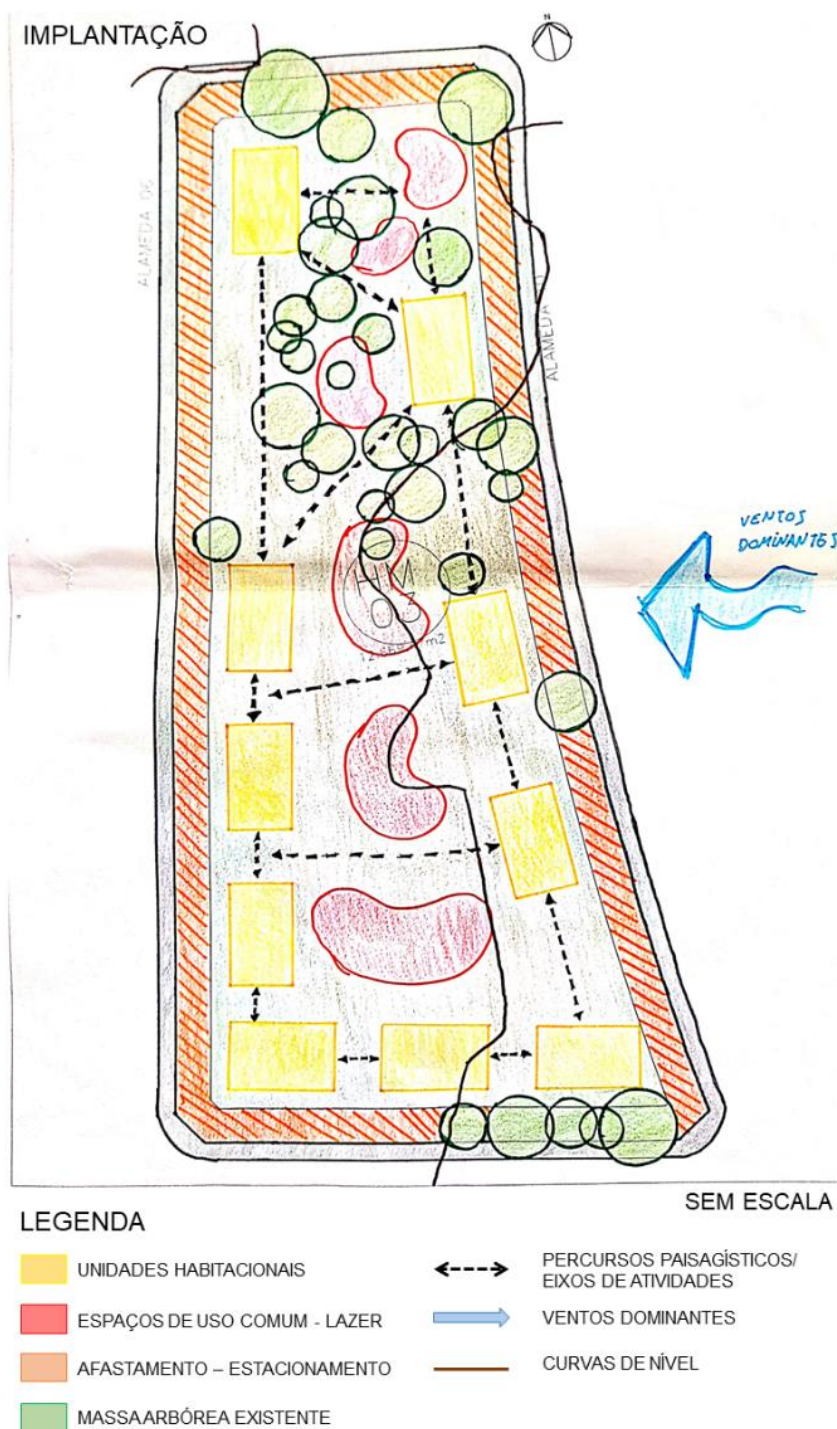 IMPLANTAÇÃO
N
ALAMEDA 06
ALAMEDA
VENTOS
DOMINANTES
HM
03
m2
SEM ESCALA
LEGENDA
UNIDADES HABITACIONAIS
ESPAÇOS DE USO COMUM - LAZER
AFASTAMENTO – ESTACIONAMENTO
MASSA ARBÓREA EXISTENTE
PERCURSOS PAISAGÍSTICOS/
EIXOS DE ATIVIDADES
VENTOS DOMINANTES
CURVAS DE NÍVEL